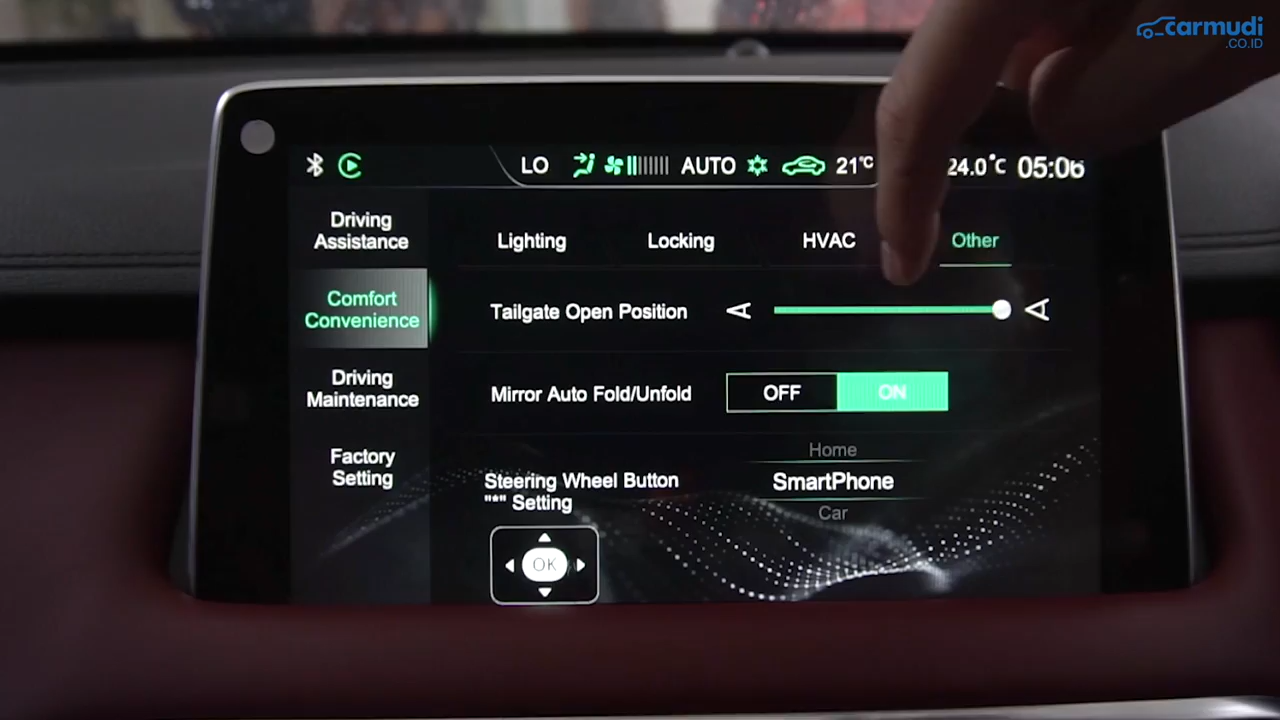 carmudi
.CO.ID
LO AUTO 21°C 24.0°C 05:06
Driving
Assistance
Lighting Locking HVAC Other
Comfort
Convenience
Tailgate Open Position
Driving
Maintenance
Mirror Auto Fold/Unfold OFF ON
Factory
Setting
Home
Steering Wheel Button
"*" Setting
SmartPhone
Car
OK